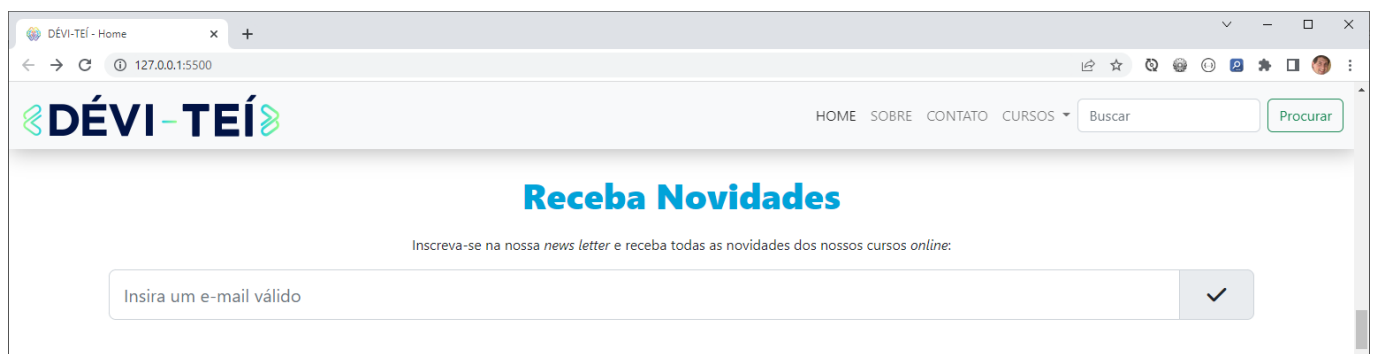 DÉVI-TEÍ - Home
127.0.0.1:5500
DÉVI-TEÍ HOME SOBRE CONTATO CURSOS Buscar Procurar
Receba Novidades
Inscreva-se na nossa news letter e receba todas as novidades dos nossos cursos online:
Insira um e-mail válido